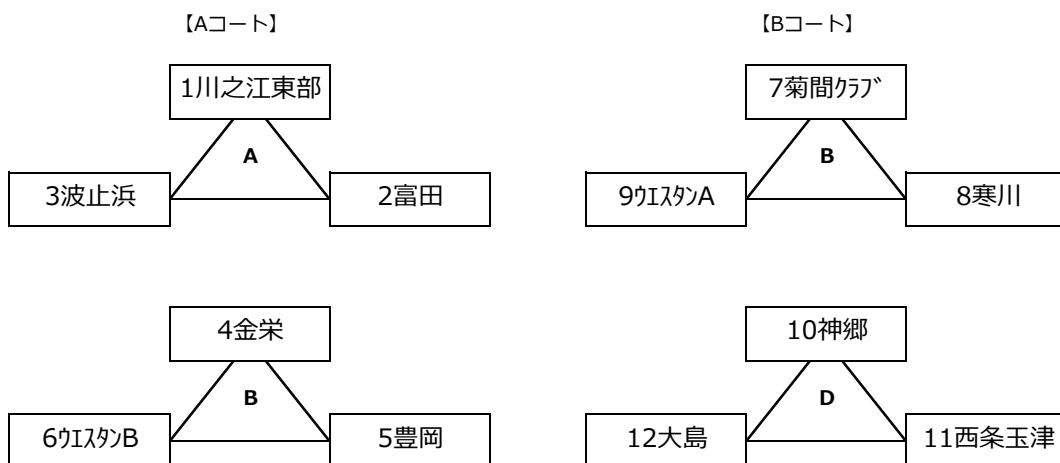 【Aコート】
【Bコート】
1川之江東部
7菊間ｸﾗﾌﾞ
A
B
3波止浜
2富田
9ｳｴｽﾀﾝA
8寒川
4金栄
10神郷
B
D
6ｳｴｽﾀﾝB
5豊岡
12大島
11西条玉津